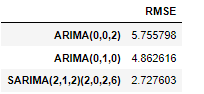 RMSE
ARIMA(0,0,2) 5.755798
ARIMA(0,1,0) 4.862616
SARIMA(2,1,2)(2,0,2,6) 2.727603